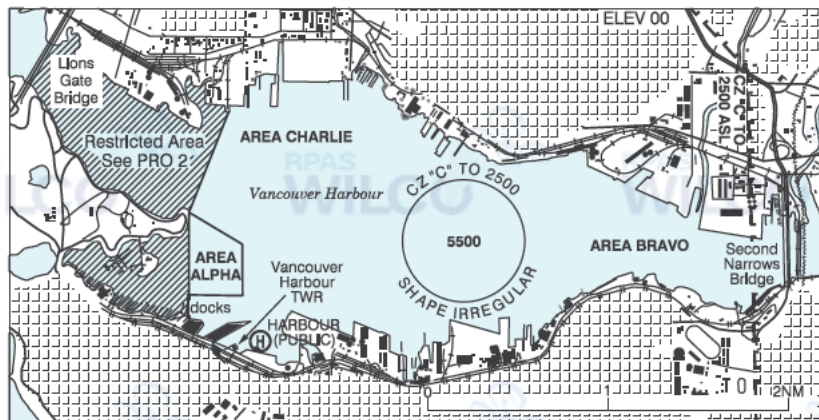 ELEV 00
Lions
Gate
Bridge
CZ "C" TO
2500 ASL
Restricted Area
See PRO 2
AREA CHARLIE
RPAS
WILCO
Vancouver Harbour
CZ "C" TO 2500
5500
SHAPE IRREGULAR
AREA
ALPHA
AREA BRAVO
Second
Narrows
Bridge
Vancouver
Harbour
TWR
docks
H
HARBOUR
(PUBLIC)
0
1
2NM